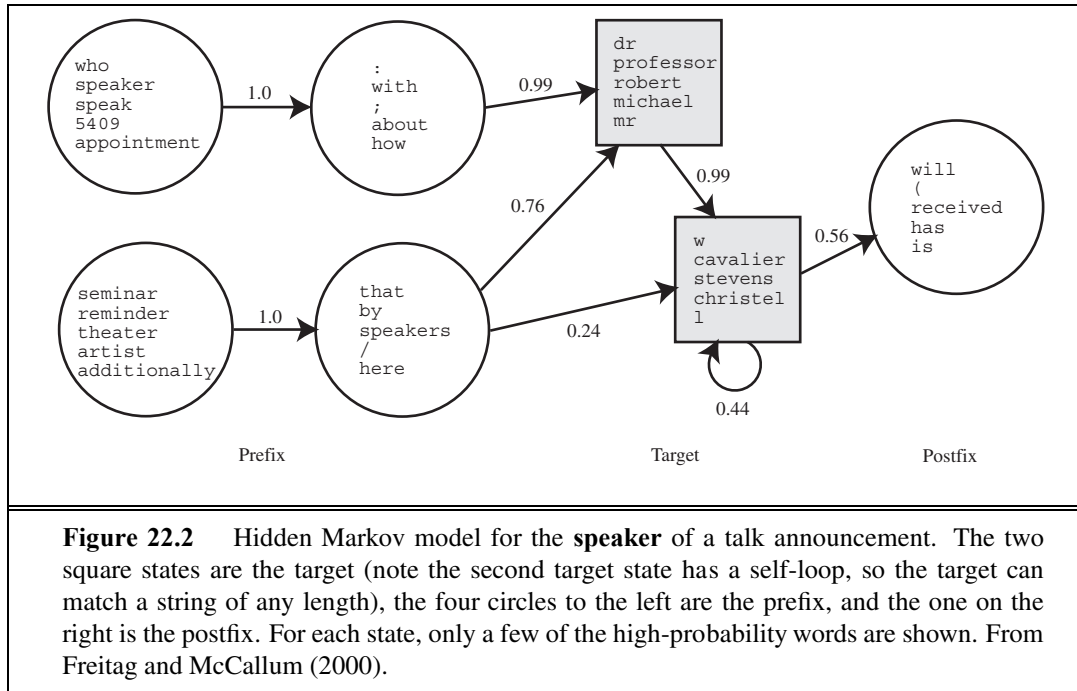 who
speaker
speak
5409
appointment
1.0
:
with
;
about
how
0.99
dr
professor
robert
michael
mr
0.76
0.99
seminar
reminder
theater
artist
additionally
1.0
that
by
speakers
/
here
0.24
w
cavalier
stevens
christel
l
0.44
0.56
will
(
received
has
is
Prefix
Target
Postfix
Figure 22.2 Hidden Markov model for the speaker of a talk announcement. The two
square states are the target (note the second target state has a self-loop, so the target can
match a string of any length), the four circles to the left are the prefix, and the one on the
right is the postfix. For each state, only a few of the high-probability words are shown. From
Freitag and McCallum (2000).